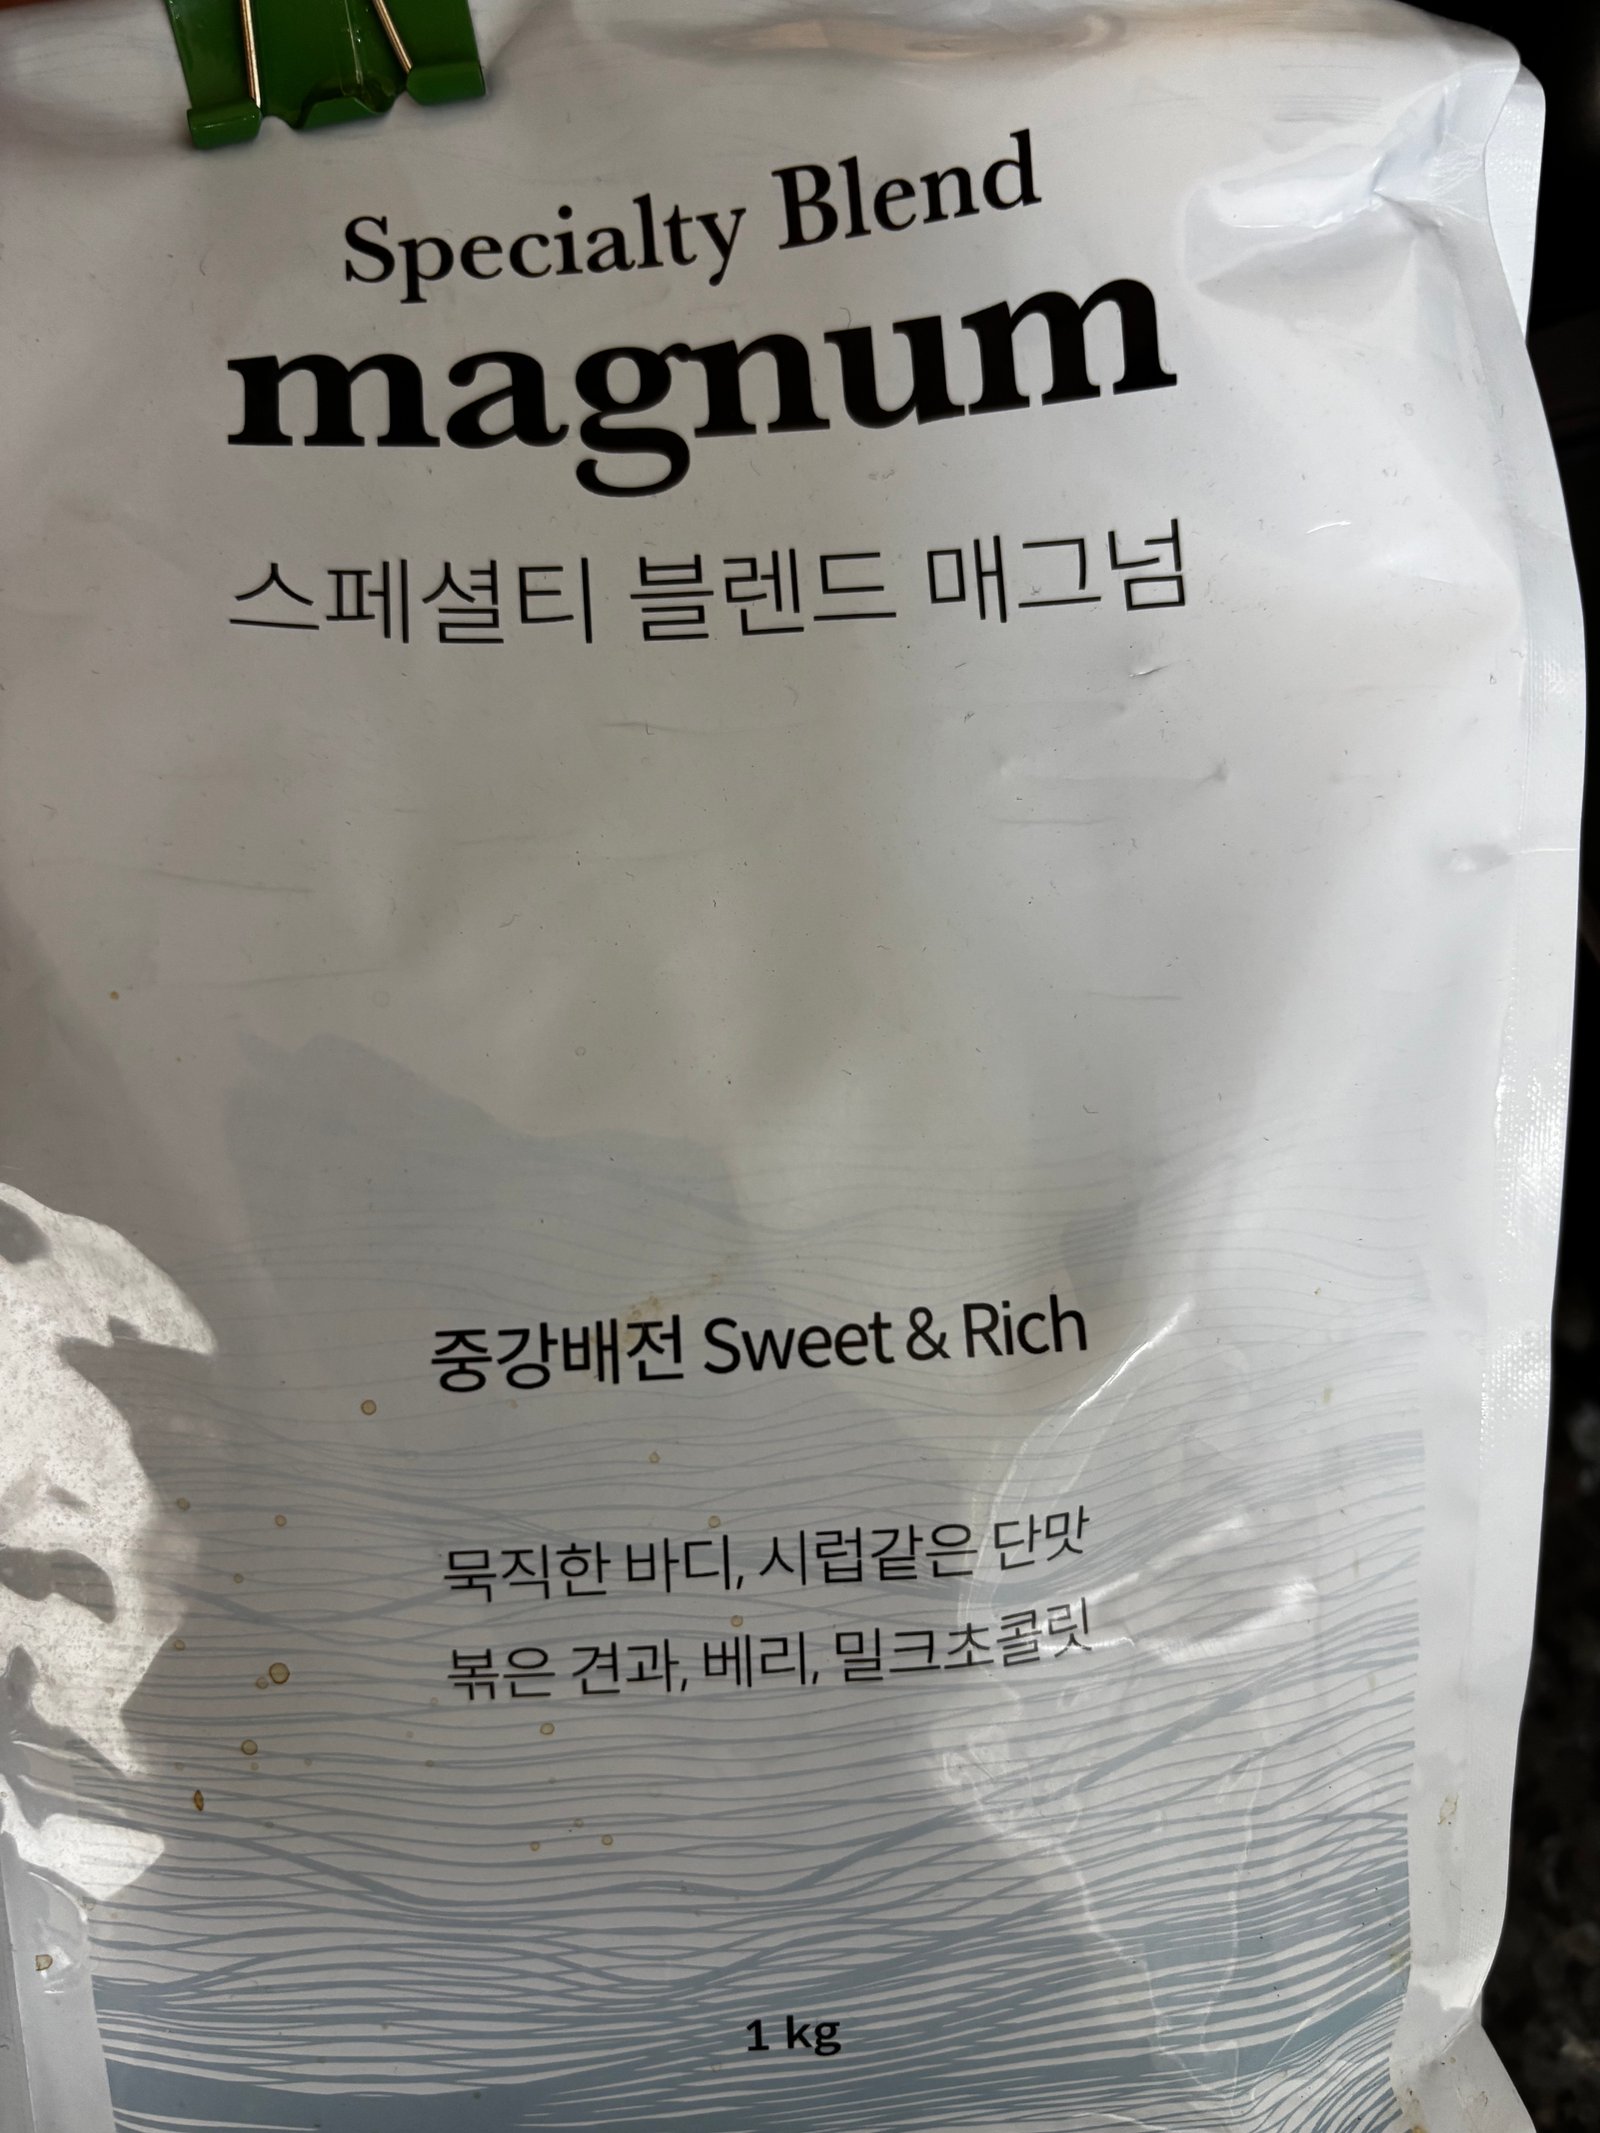 Specialty Blend
magnum
스페셜티 블렌드 매그넘
중강배전 Sweet & Rich
묵직한 바디, 시럽같은 단맛
볶은 견과, 베리, 밀크초콜릿
1 kg